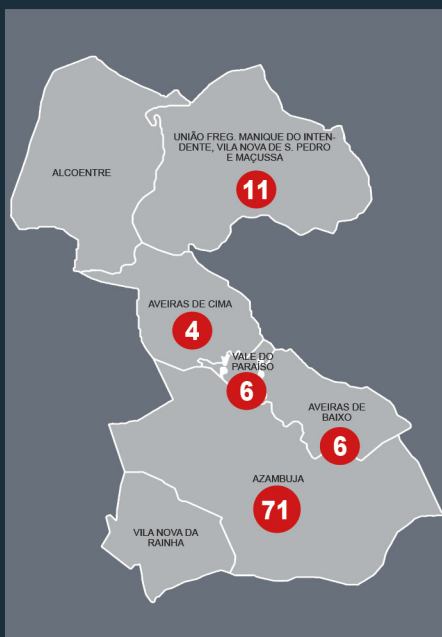 UNIÃO FREG. MANIQUE DO INTEN-
DENTE, VILA NOVA DE S. PEDRO
E MAÇUSSA
11
ALCOENTRE
AVEIRAS DE CIMA
4
VALE DO
PARAÍSO
6
AVEIRAS DE
BAIXO
6
AZAMBUJA
71
VILA NOVA DA
RAINHA